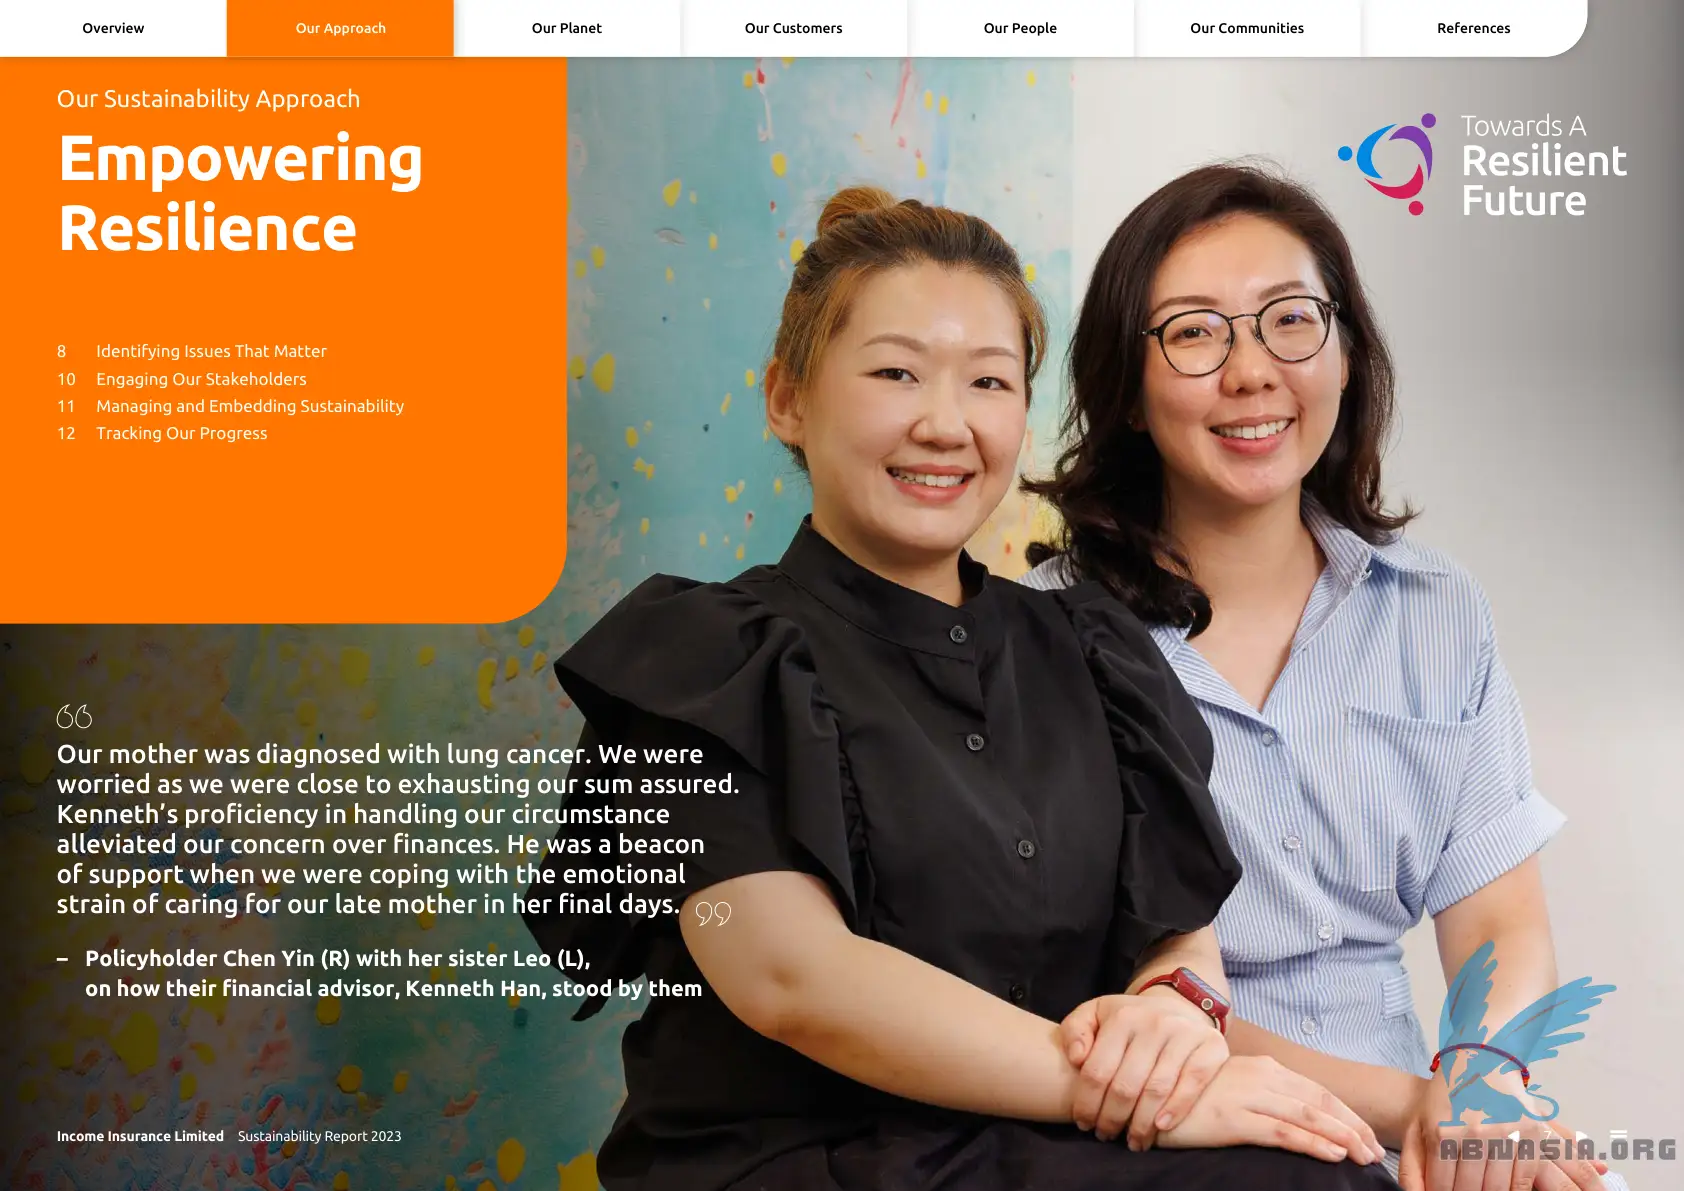 Overview
Our Approach
Our Planet
Our Customers
Our People
Our Communities
References
Our Sustainability Approach
Empowering
Resilience
8 Identifying Issues That Matter
10 Engaging Our Stakeholders
11 Managing and Embedding Sustainability
12 Tracking Our Progress
Towards A
Resilient
Future
“
Our mother was diagnosed with lung cancer. We were
worried as we were close to exhausting our sum assured.
Kenneth’s proficiency in handling our circumstance
alleviated our concern over finances. He was a beacon
of support when we were coping with the emotional
strain of caring for our late mother in her final days. ”
– Policyholder Chen Yin (R) with her sister Leo (L),
on how their financial advisor, Kenneth Han, stood by them
Income Insurance Limited Sustainability Report 2023
7
ABNASIA.ORG